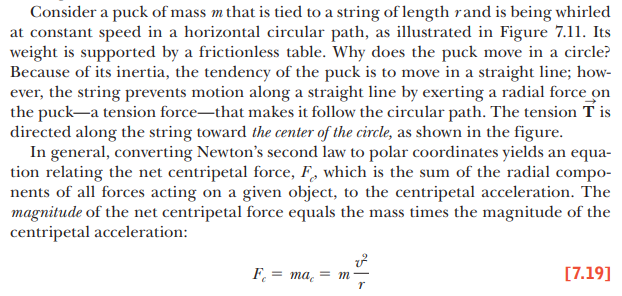 Consider a puck of mass m that is tied to a string of length r and is being whirled
at constant speed in a horizontal circular path, as illustrated in Figure 7.11. Its
weight is supported by a frictionless table. Why does the puck move in a circle?
Because of its inertia, the tendency of the puck is to move in a straight line; how-
ever, the string prevents motion along a straight line by exerting a radial force on
the puck—a tension force—that makes it follow the circular path. The tension T⃗ is
directed along the string toward the center of the circle, as shown in the figure.
In general, converting Newton's second law to polar coordinates yields an equa-
tion relating the net centripetal force, F_c, which is the sum of the radial compo-
nents of all forces acting on a given object, to the centripetal acceleration. The
magnitude of the net centripetal force equals the mass times the magnitude of the
centripetal acceleration:
F_c = ma_c = m v²/r [7.19]